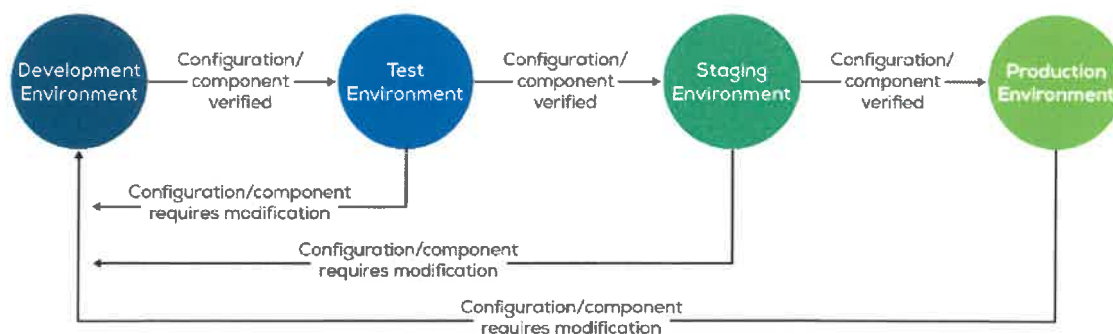 Development
Environment
Configuration/
component
verified
Test
Environment
Configuration/
component
verified
Staging
Environment
Configuration/
component
verified
Production
Environment
Configuration/component
requires modification
Configuration/component
requires modification
Configuration/component
requires modification